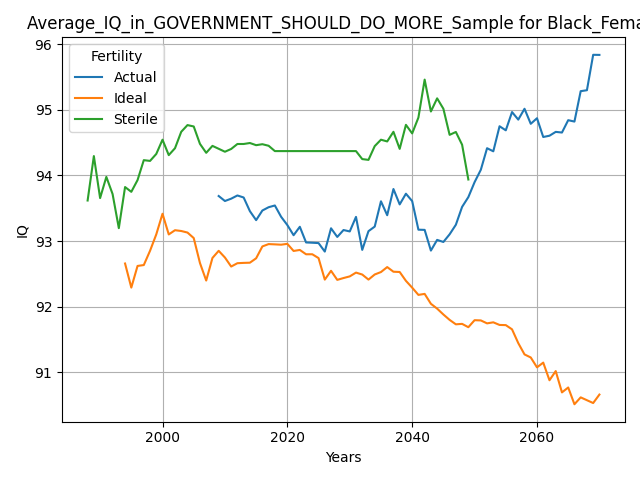 Average_IQ_in_GOVERNMENT_SHOULD_DO_MORE_Sample for Black_Fema
Fertility
Actual
Ideal
Sterile
IQ
96
95
94
93
92
91
2000 2020 2040 2060
Years